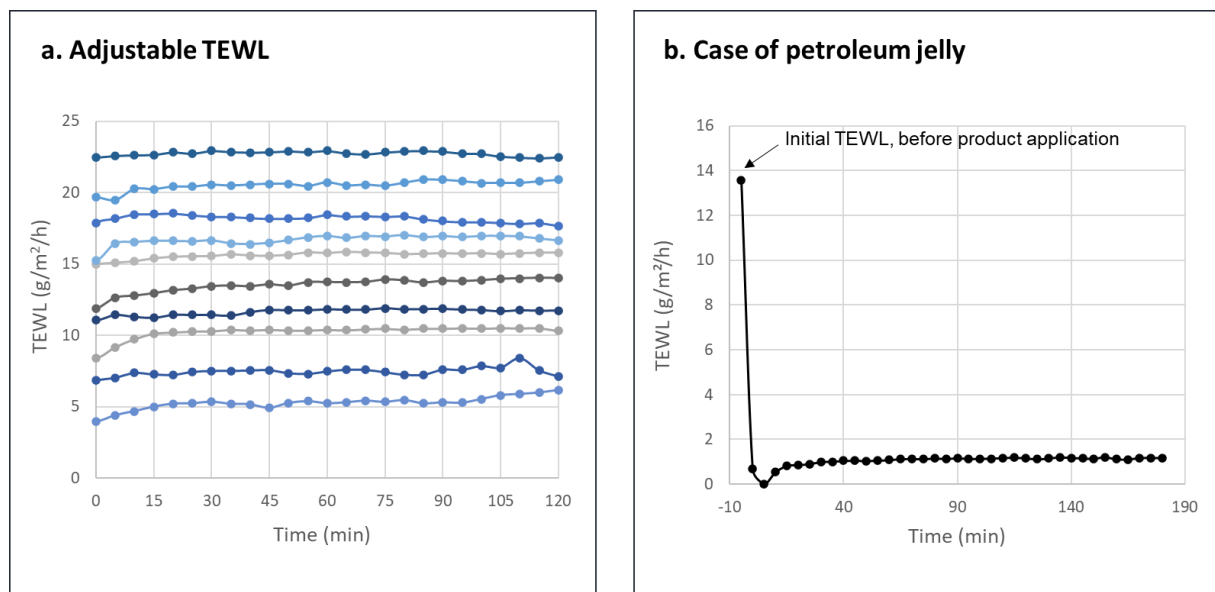 a. Adjustable TEWL
25
20
15
10
5
0
TEWL (g/m²/h)
0 15 30 45 60 75 90 105 120
Time (min)
b. Case of petroleum jelly
Initial TEWL, before product application
16
14
12
10
8
6
4
2
0
TEWL (g/m²/h)
-10 40 90 140 190
Time (min)